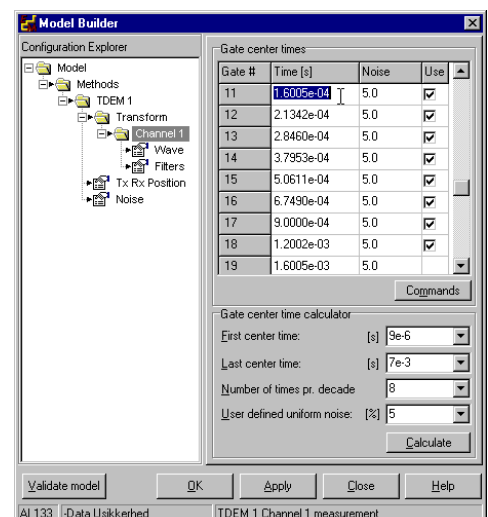 Model Builder
Configuration Explorer
Model
Methods
TDEM 1
Transform
Channel 1
Wave
Filters
Tx Rx Position
Noise
Gate center times
Gate # Time [s] Noise Use
11 1.6005e-04 5.0
12 2.1342e-04 5.0
13 2.8460e-04 5.0
14 3.7953e-04 5.0
15 5.0611e-04 5.0
16 6.7490e-04 5.0
17 9.0000e-04 5.0
18 1.2002e-03 5.0
19 1.6005e-03 5.0
Commands
Gate center time calculator
First center time: [s] 9e-6
Last center time: [s] 7e-3
Number of times pr. decade 8
User defined uniform noise: [%] 5
Calculate
Validate model OK Apply Close Help
AL133 -Data Usikkerhed TDEM 1 Channel 1 measurement